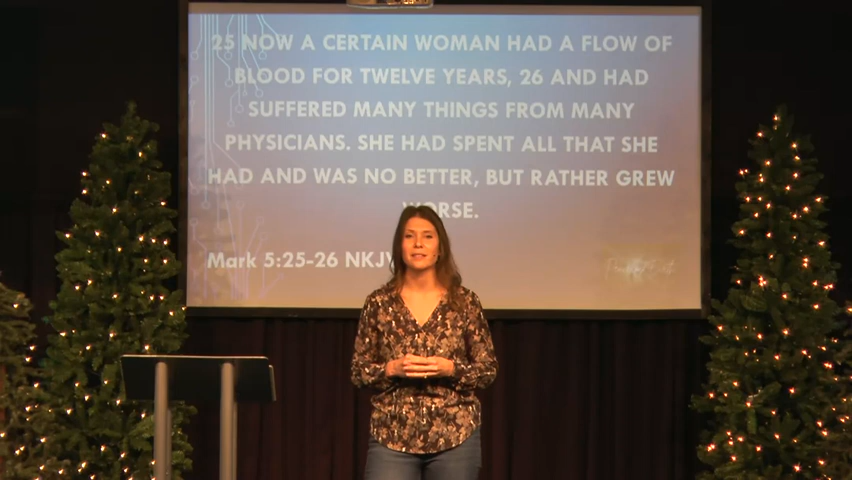 25 NOW A CERTAIN WOMAN HAD A FLOW OF
BLOOD FOR TWELVE YEARS, 26 AND HAD
SUFFERED MANY THINGS FROM MANY
PHYSICIANS. SHE HAD SPENT ALL THAT SHE
HAD AND WAS NO BETTER, BUT RATHER GREW
WORSE.
Mark 5:25-26 NKJV